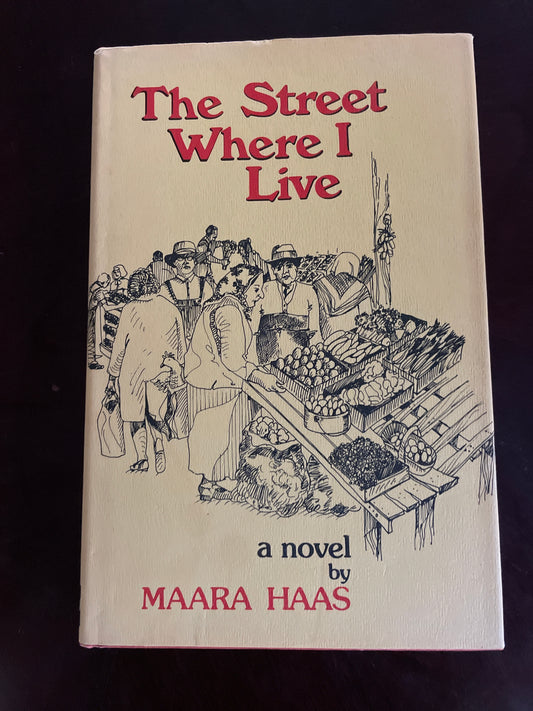 The Street
Where I
Live
a novel
by
MAARA HAAS